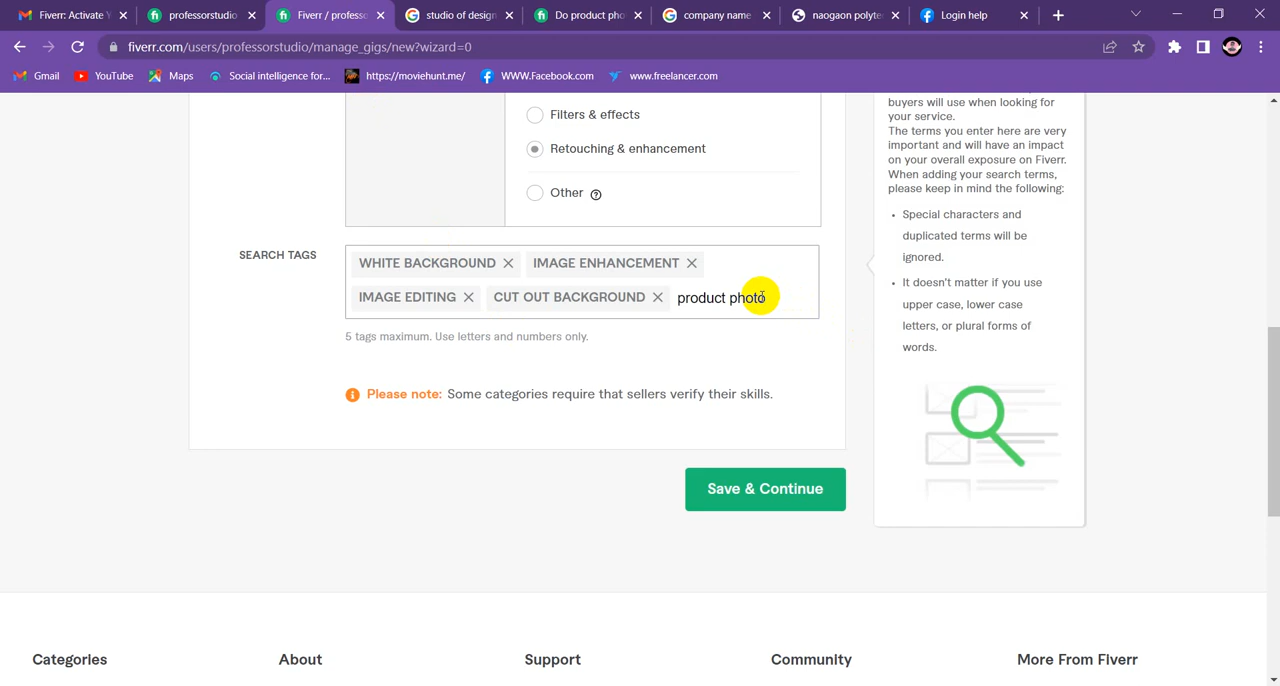 Fiverr: Activate Y
professorstudio
Fiverr / profess
studio of design
Do product pho
company name
naogaon polyte
Login help
fiverr.com/users/professorstudio/manage_gigs/new?wizard=0
Gmail
YouTube
Maps
Social intelligence for...
https://moviehunt.me/
WWW.Facebook.com
www.freelancer.com
Filters & effects
Retouching & enhancement
Other
SEARCH TAGS
WHITE BACKGROUND
IMAGE ENHANCEMENT
IMAGE EDITING
CUT OUT BACKGROUND
product photo
5 tags maximum. Use letters and numbers only.
Please note: Some categories require that sellers verify their skills.
Save & Continue
buyers will use when looking for
your service.
The terms you enter here are very
important and will have an impact
on your overall exposure on Fiverr.
When adding your search terms,
please keep in mind the following:
• Special characters and
duplicated terms will be
ignored.
• It doesn't matter if you use
upper case, lower case
letters, or plural forms of
words.
Categories
About
Support
Community
More From Fiverr